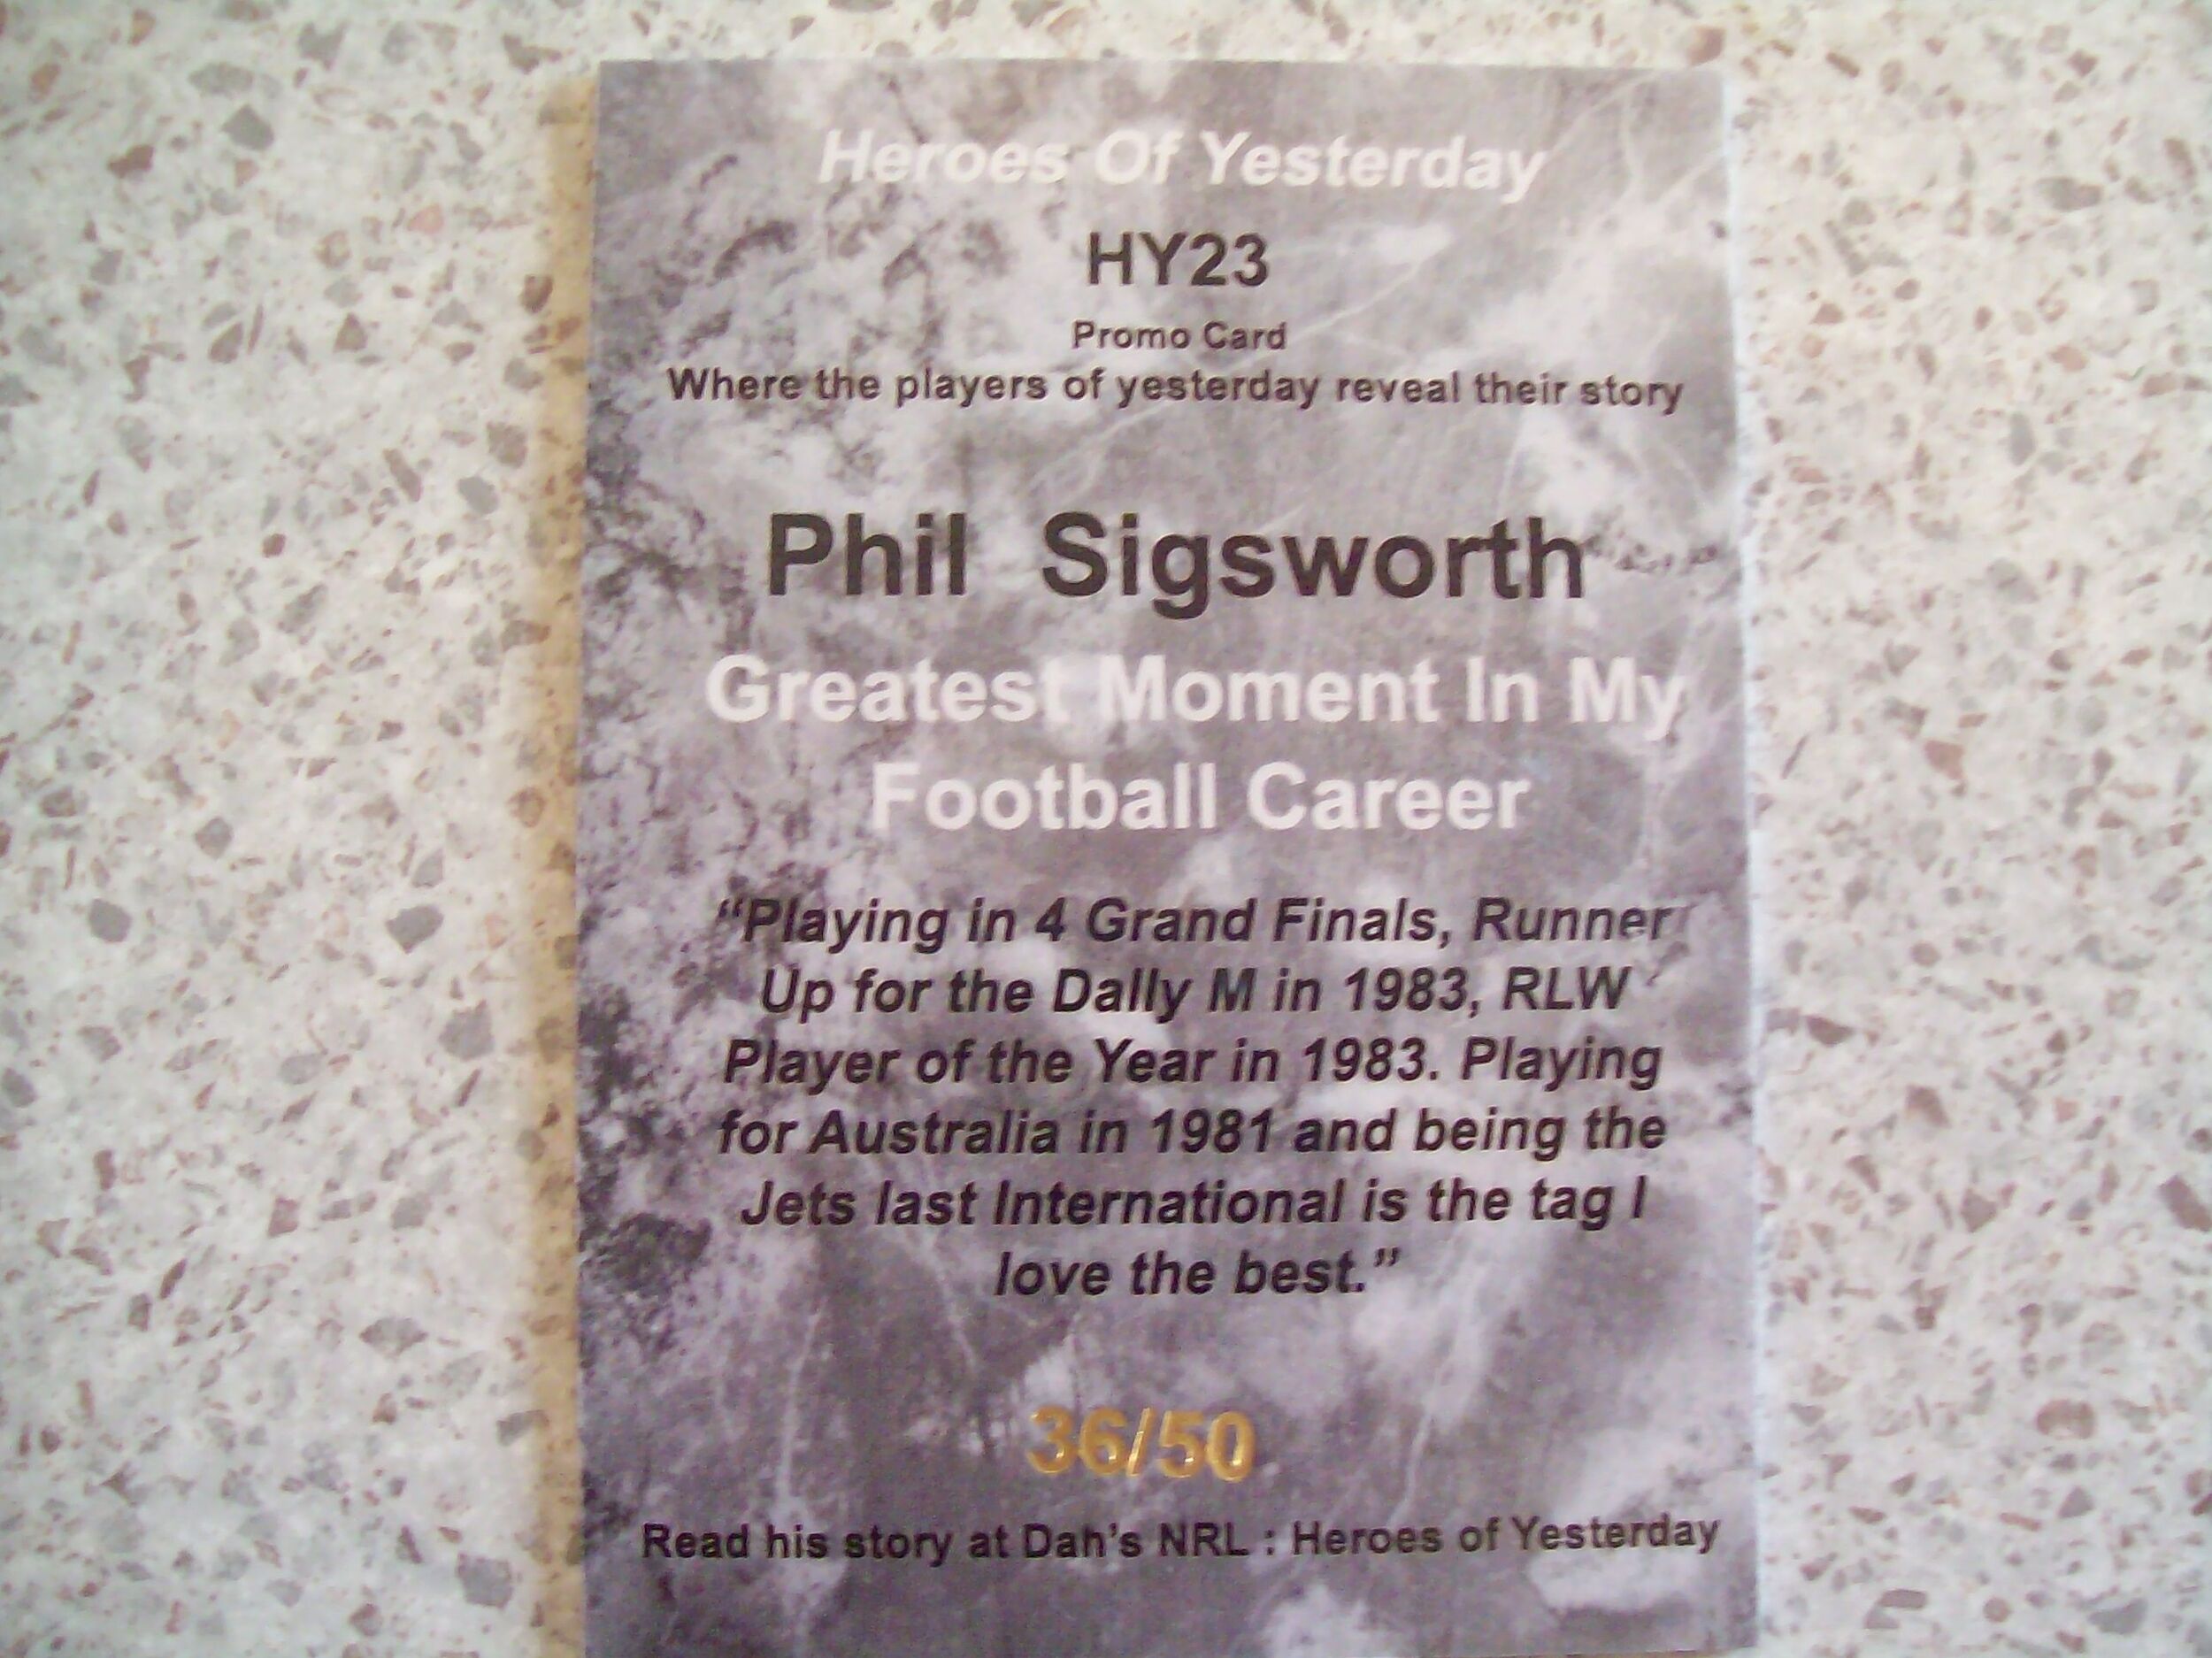 Heroes Of Yesterday
HY23
Promo Card
Where the players of yesterday reveal their story
Phil Sigsworth
Greatest Moment In My
Football Career
“Playing in 4 Grand Finals, Runner
Up for the Dally M in 1983, RLW
Player of the Year in 1983. Playing
for Australia in 1981 and being the
Jets last International is the tag I
love the best.”
36/50
Read his story at Dah's NRL : Heroes of Yesterday